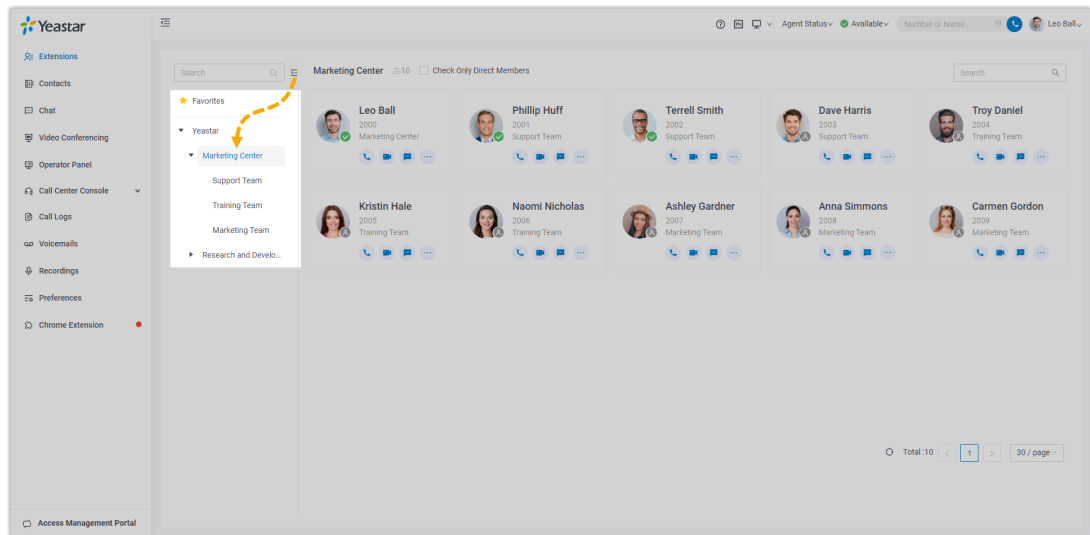 Yeastar
Agent Status
Available
Number or Name...
Leo Ball
Extensions
Contacts
Chat
Video Conferencing
Operator Panel
Call Center Console
Call Logs
Voicemails
Recordings
Preferences
Chrome Extension
Access Management Portal
Search
Favorites
Yeastar
Marketing Center
Support Team
Training Team
Marketing Team
Research and Develo...
Marketing Center 10 Check Only Direct Members
Search
Leo Ball
2000
Marketing Center
Phillip Huff
2001
Support Team
Terrell Smith
2002
Support Team
Dave Harris
2003
Support Team
Troy Daniel
2004
Training Team
Kristin Hale
2005
Training Team
Naomi Nicholas
2006
Training Team
Ashley Gardner
2007
Marketing Team
Anna Simmons
2008
Marketing Team
Carmen Gordon
2009
Marketing Team
Total :10 < 1 > 30 / page